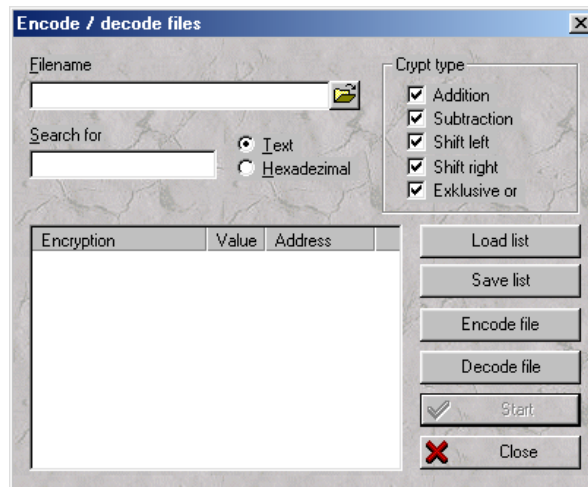 Encode / decode files
Filename
Crypt type
Addition
Subtraction
Shift left
Shift right
Exklusive or
Search for
Text
Hexadezimal
Encryption Value Address
Load list
Save list
Encode file
Decode file
Start
Close